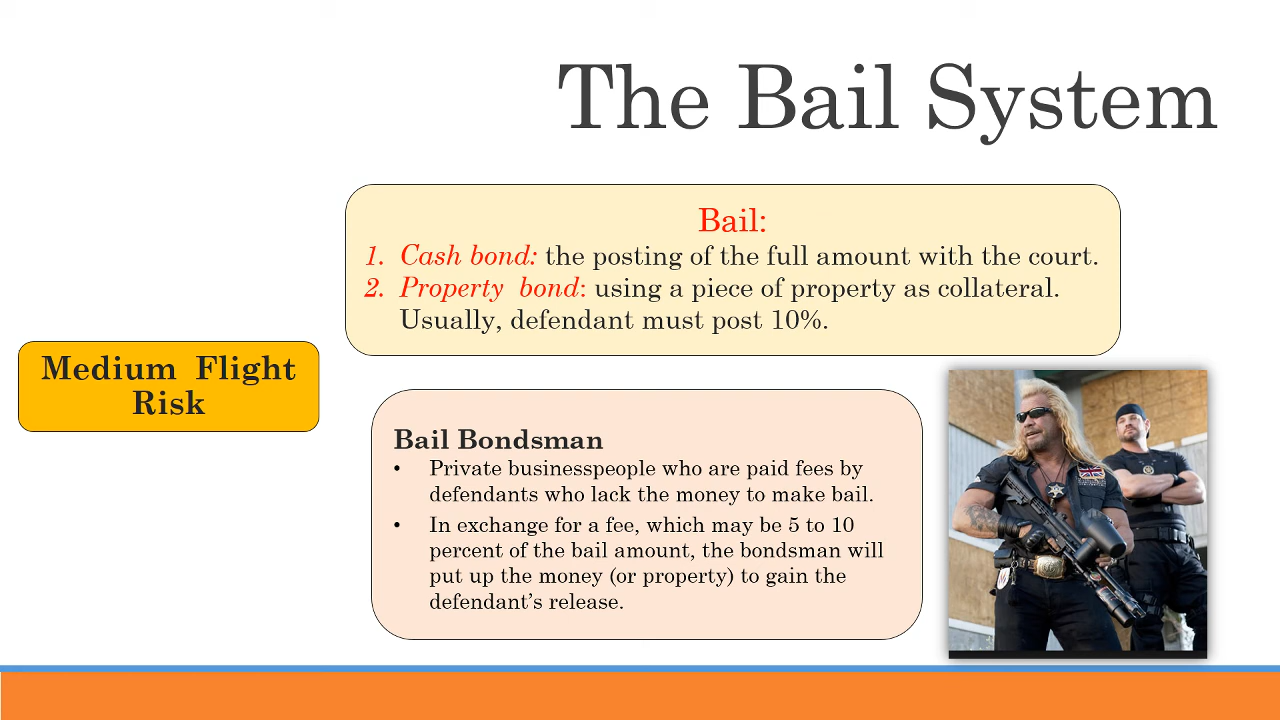 The Bail System
Bail:
1. Cash bond: the posting of the full amount with the court.
2. Property bond: using a piece of property as collateral.
Usually, defendant must post 10%.
Medium Flight
Risk
Bail Bondsman
• Private businesspeople who are paid fees by
defendants who lack the money to make bail.
• In exchange for a fee, which may be 5 to 10
percent of the bail amount, the bondsman will
put up the money (or property) to gain the
defendant’s release.